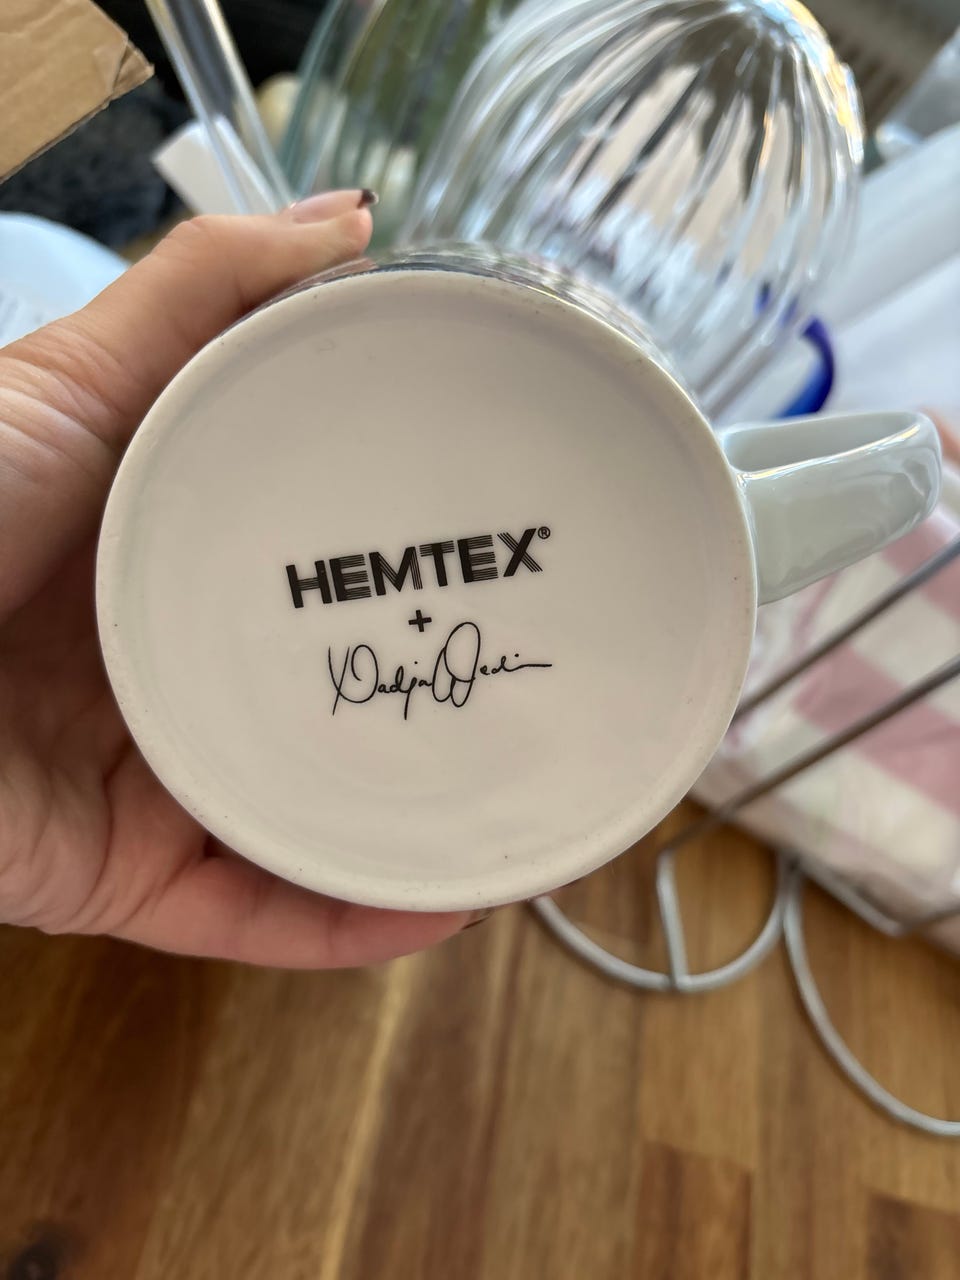 HEMTEX®
+
Nadja Wedin